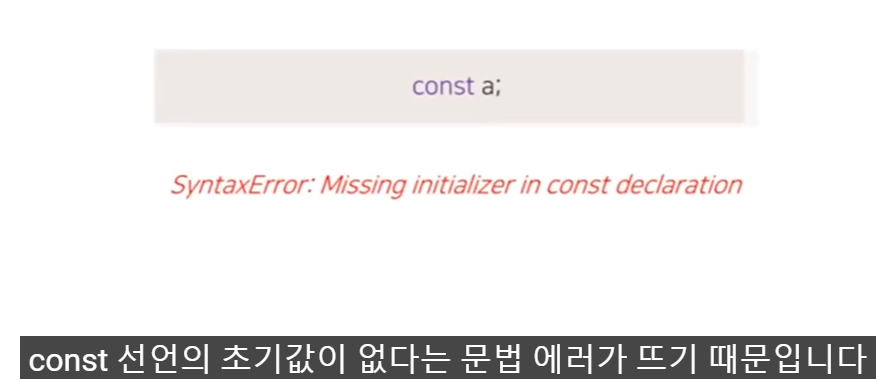 const a;
SyntaxError: Missing initializer in const declaration
const 선언의 초기값이 없다는 문법 에러가 뜨기 때문입니다